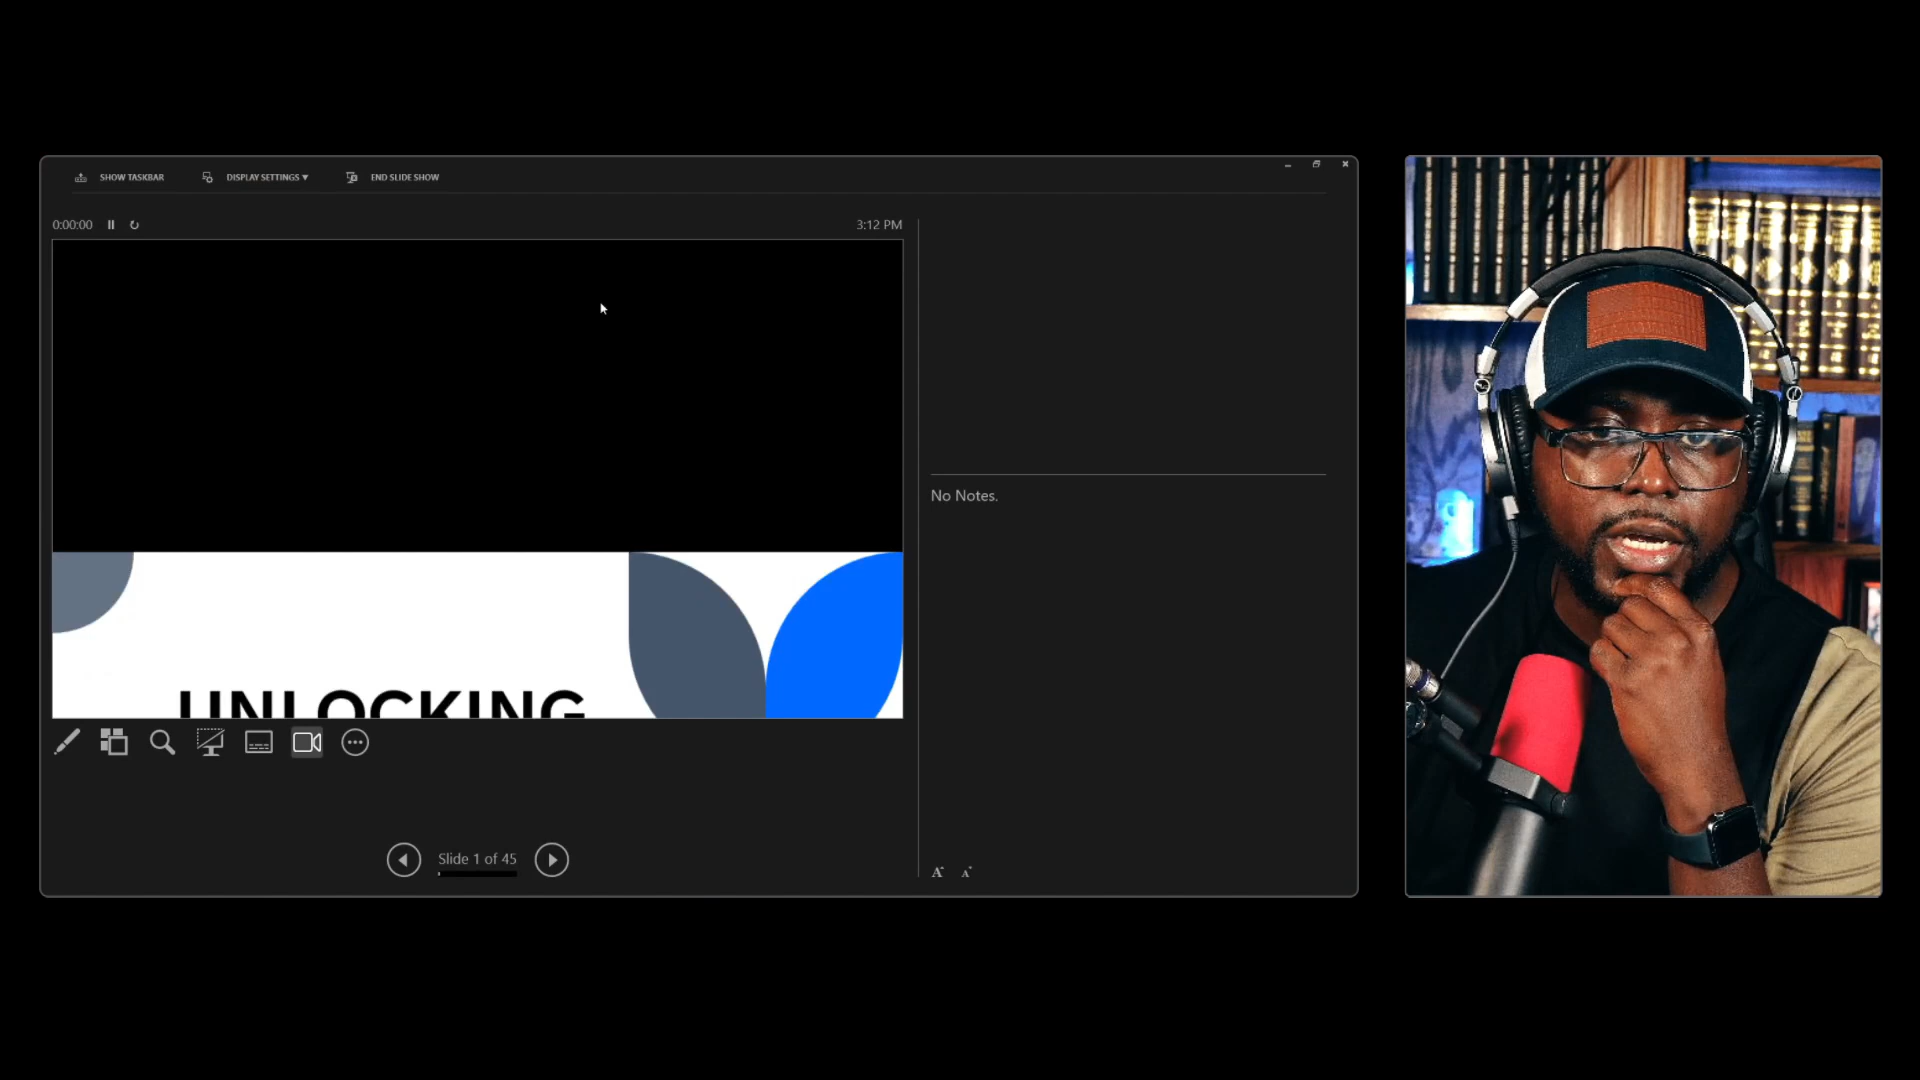 SHOW TASKBAR DISPLAY SETTINGS ▾ END SLIDE SHOW
0:00:00 3:12 PM
UNLOCKING
No Notes.
Slide 1 of 45
A A